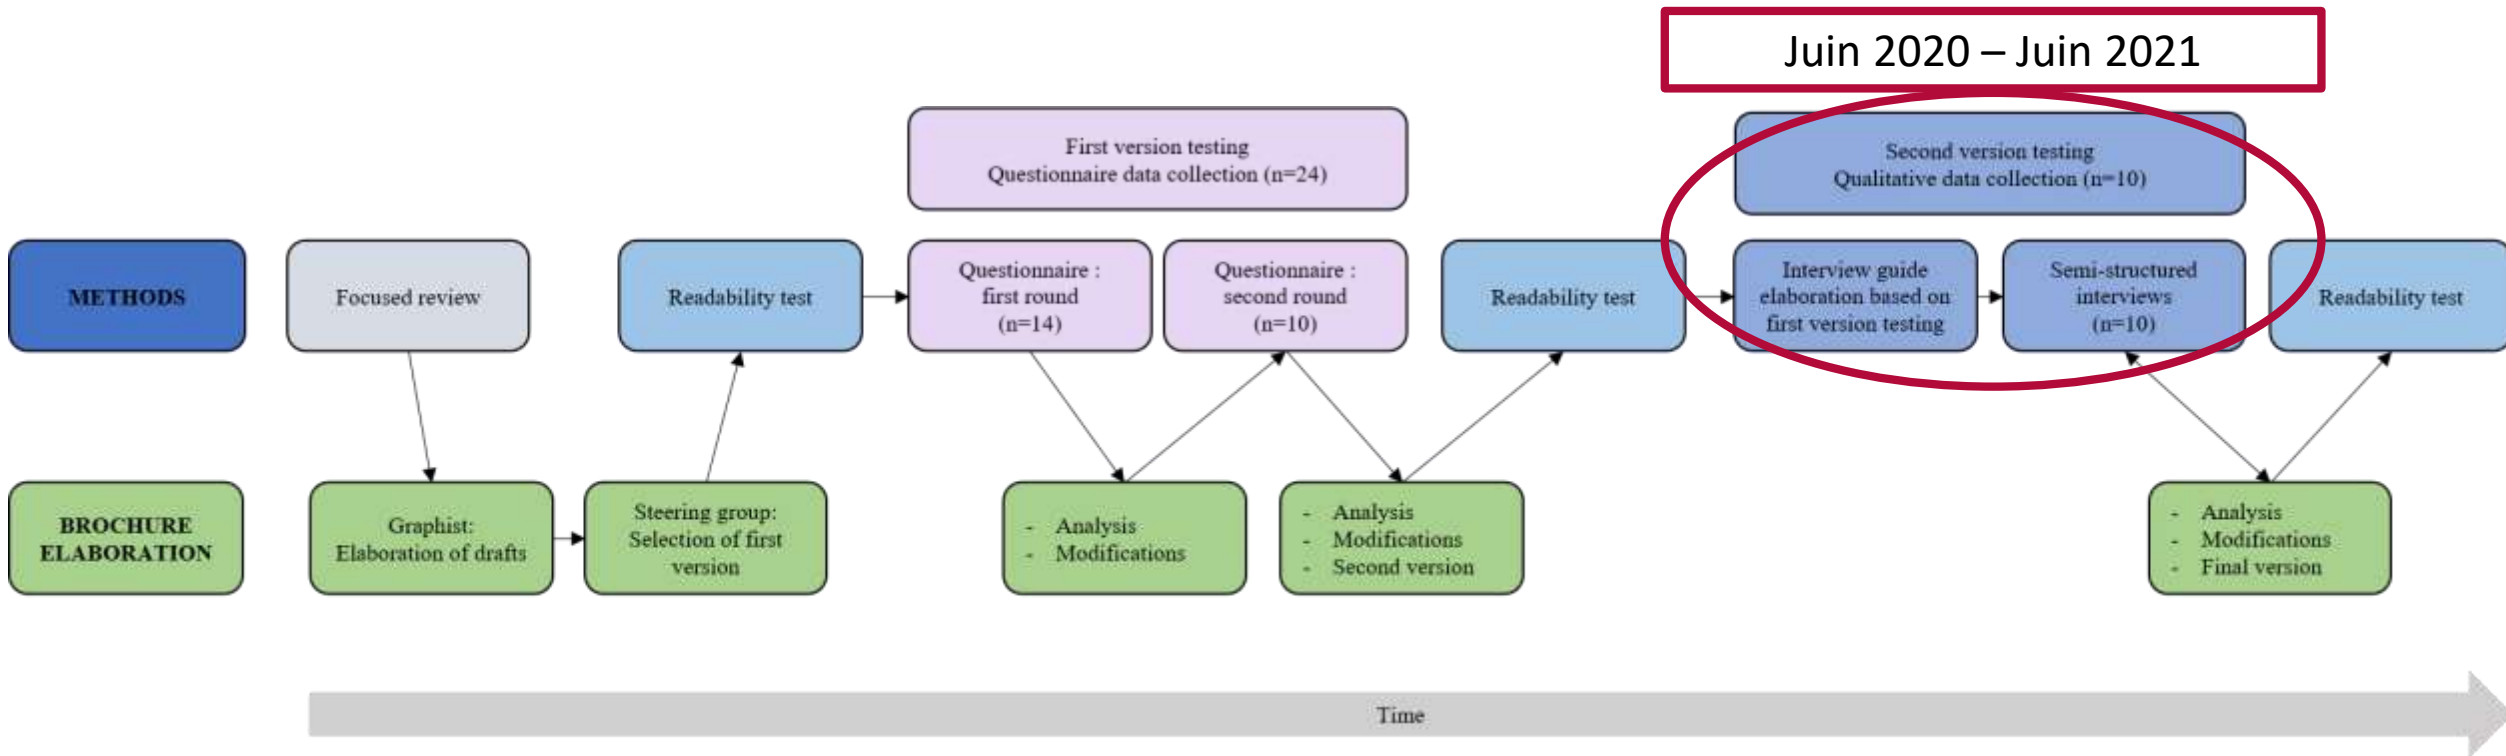 Juin 2020 – Juin 2021
First version testing
Questionnaire data collection (n=24)
Second version testing
Qualitative data collection (n=10)
METHODS
Focused review
Readability test
Questionnaire :
first round
(n=14)
Questionnaire :
second round
(n=10)
Readability test
Interview guide
elaboration based on
first version testing
Semi-structured
interviews
(n=10)
Readability test
BROCHURE
ELABORATION
Graphist:
Elaboration of drafts
Steering group:
Selection of first
version
- Analysis
- Modifications
- Analysis
- Modifications
- Second version
- Analysis
- Modifications
- Final version
Time